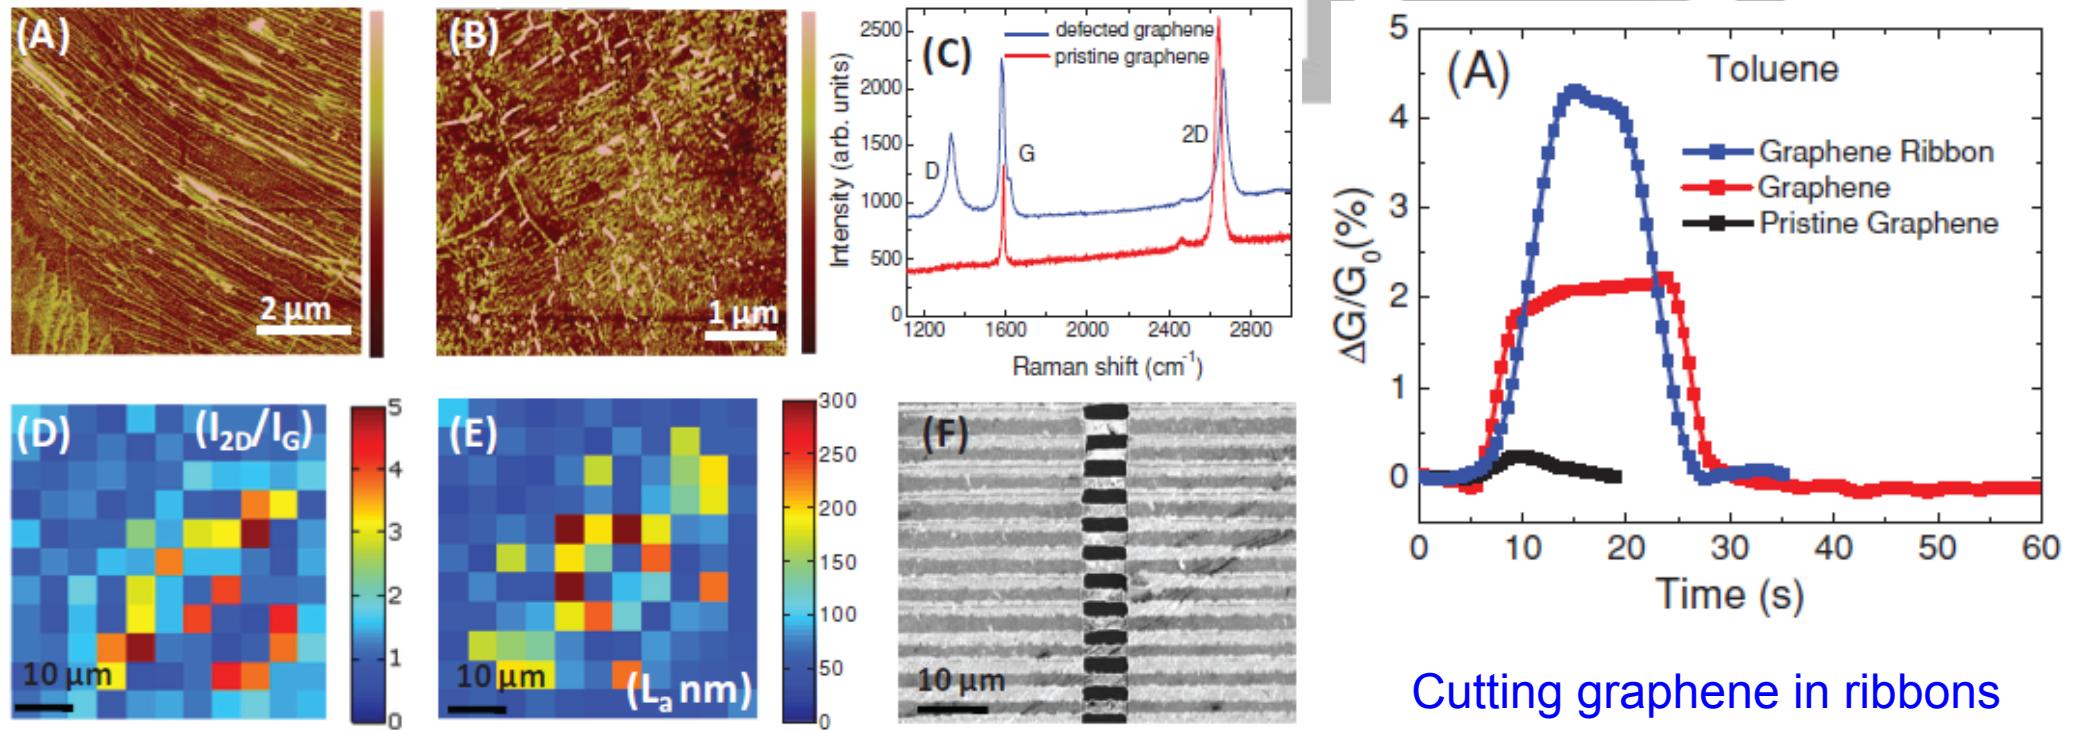 (A)
2 µm
(B)
1 µm
(C)
defected graphene
pristine graphene
D
G
2D
Intensity (arb. units)
2500
2000
1500
1000
500
0
1200 1600 2000 2400 2800
Raman shift (cm⁻¹)
(A)
Toluene
Graphene Ribbon
Graphene
Pristine Graphene
ΔG/G₀(%)
5
4
3
2
1
0
0 10 20 30 40 50 60
Time (s)
(D)
(I₂D/I_G)
10 µm
5
4
3
2
1
0
(E)
10 µm
(Lₐ nm)
300
250
200
150
100
50
0
(F)
10 µm
Cutting graphene in ribbons